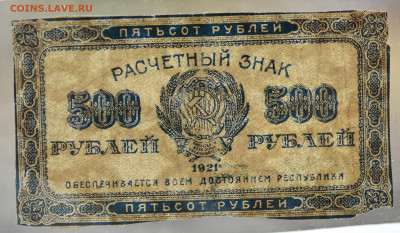 COINS.LAVE.RU
ПЯТЬСОТ РУБЛЕЙ
РАСЧЕТНЫЙ ЗНАК
500 500
РУБЛЕЙ РУБЛЕЙ
1921
ОБЕСПЕЧИВАЕТСЯ ВСЕМ ДОСТОЯНИЕМ РЕСПУБЛИКИ
ПЯТЬСОТ РУБЛЕЙ